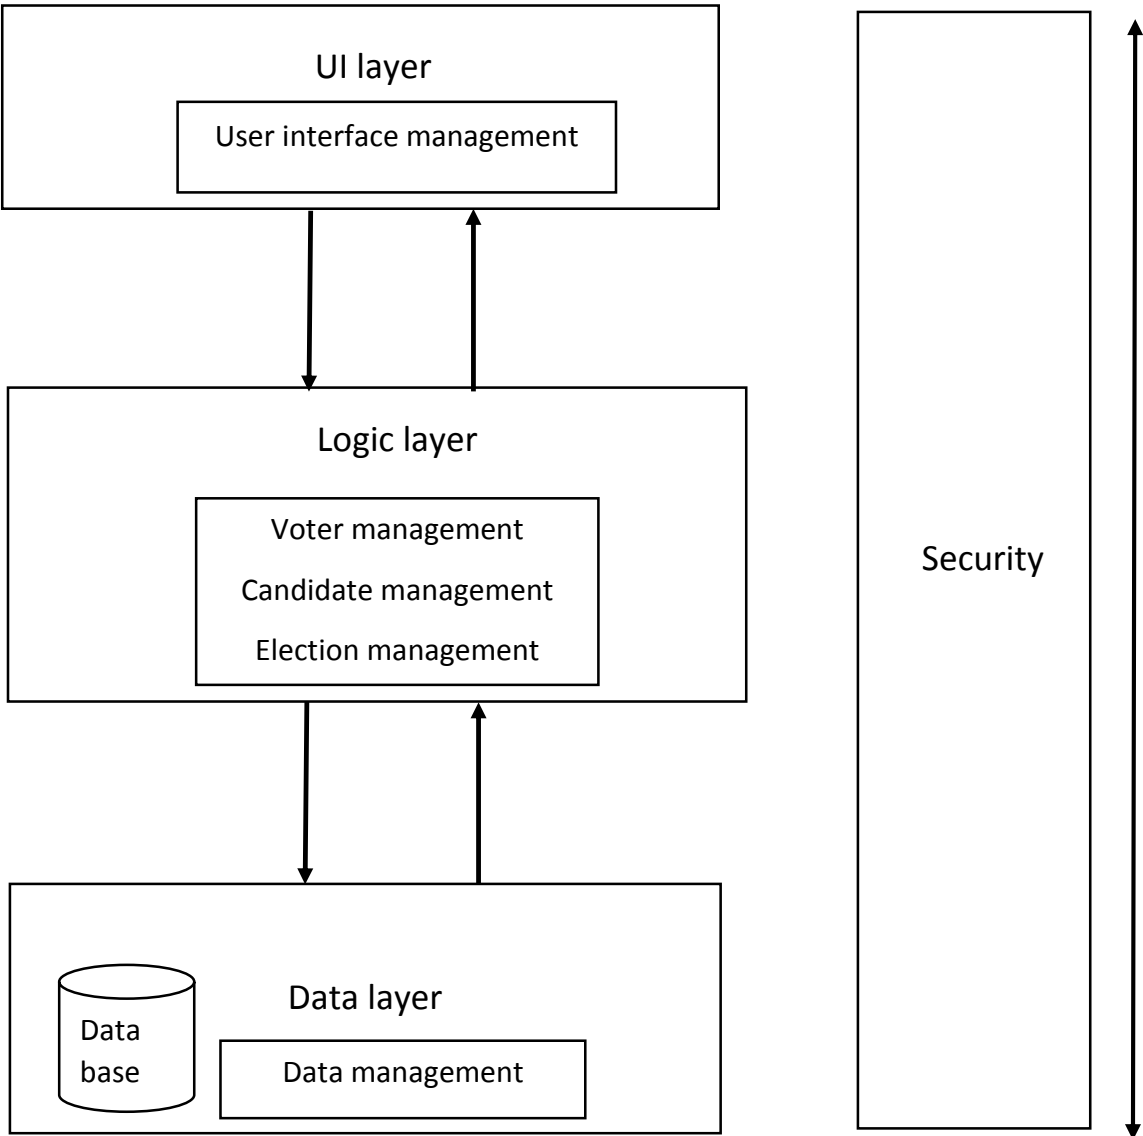 UI layer
User interface management
Logic layer
Voter management
Candidate management
Election management
Security
Data layer
Data
base
Data management